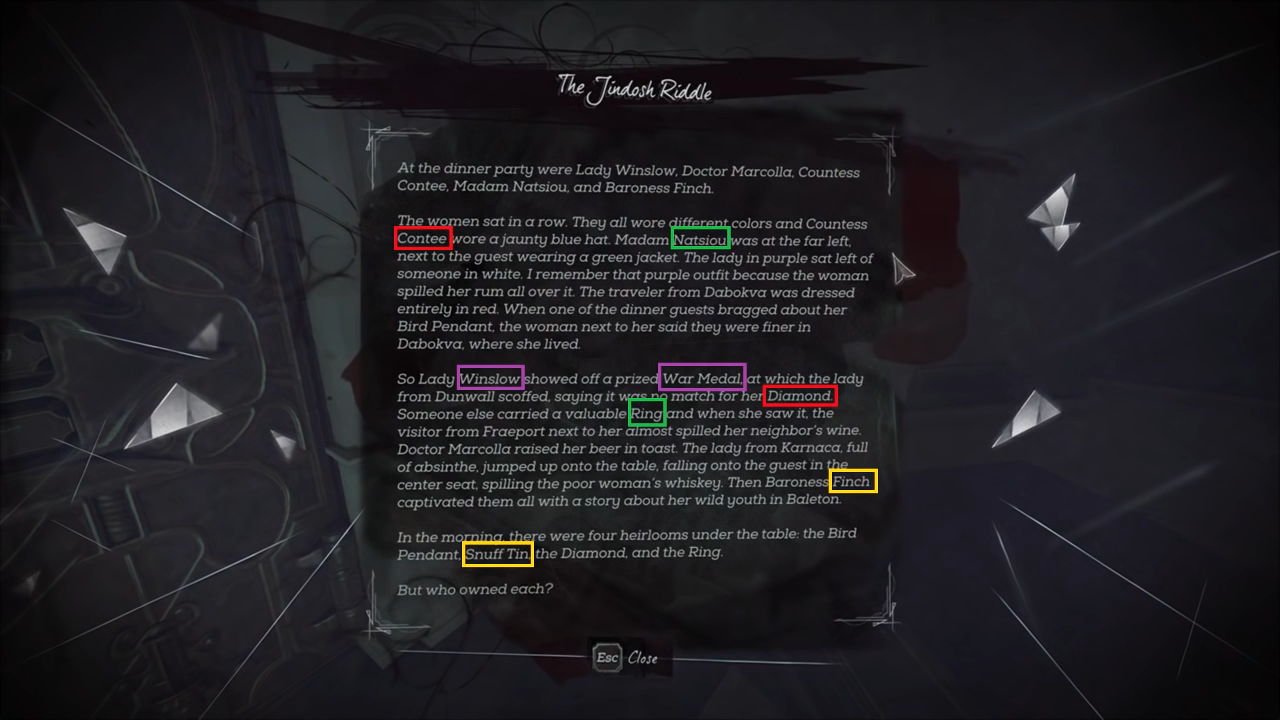 The Jindosh Riddle
At the dinner party were Lady Winslow, Doctor Marcolla, Countess
Contee, Madam Natsiou, and Baroness Finch.
The women sat in a row. They all wore different colors and Countess
Contee wore a jaunty blue hat. Madam Natsiou was at the far left,
next to the guest wearing a green jacket. The lady in purple sat left of
someone in white. I remember that purple outfit because the woman
spilled her rum all over it. The traveler from Dabokva was dressed
entirely in red. When one of the dinner guests bragged about her
Bird Pendant, the woman next to her said they were finer in
Dabokva, where she lived.
So Lady Winslow showed off a prized War Medal, at which the lady
from Dunwall scoffed, saying it was no match for her Diamond.
Someone else carried a valuable Ring and when she saw it, the
visitor from Fraeport next to her almost spilled her neighbor's wine.
Doctor Marcolla raised her beer in toast. The lady from Karnaca, full
of absinthe, jumped up onto the table, falling onto the guest in the
center seat, spilling the poor woman's whiskey. Then Baroness Finch
captivated them all with a story about her wild youth in Baleton.
In the morning, there were four heirlooms under the table: the Bird
Pendant, Snuff Tin, the Diamond, and the Ring.
But who owned each?
Esc Close